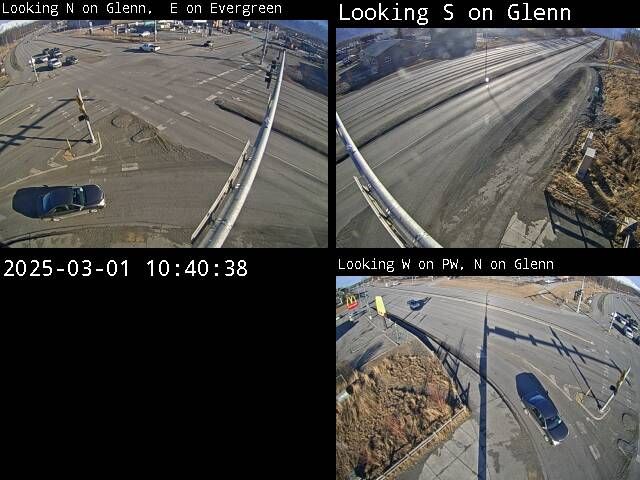 Looking N on Glenn,  E on Evergreen
Looking S on Glenn
2025-03-01 10:40:38
Looking W on PW, N on Glenn